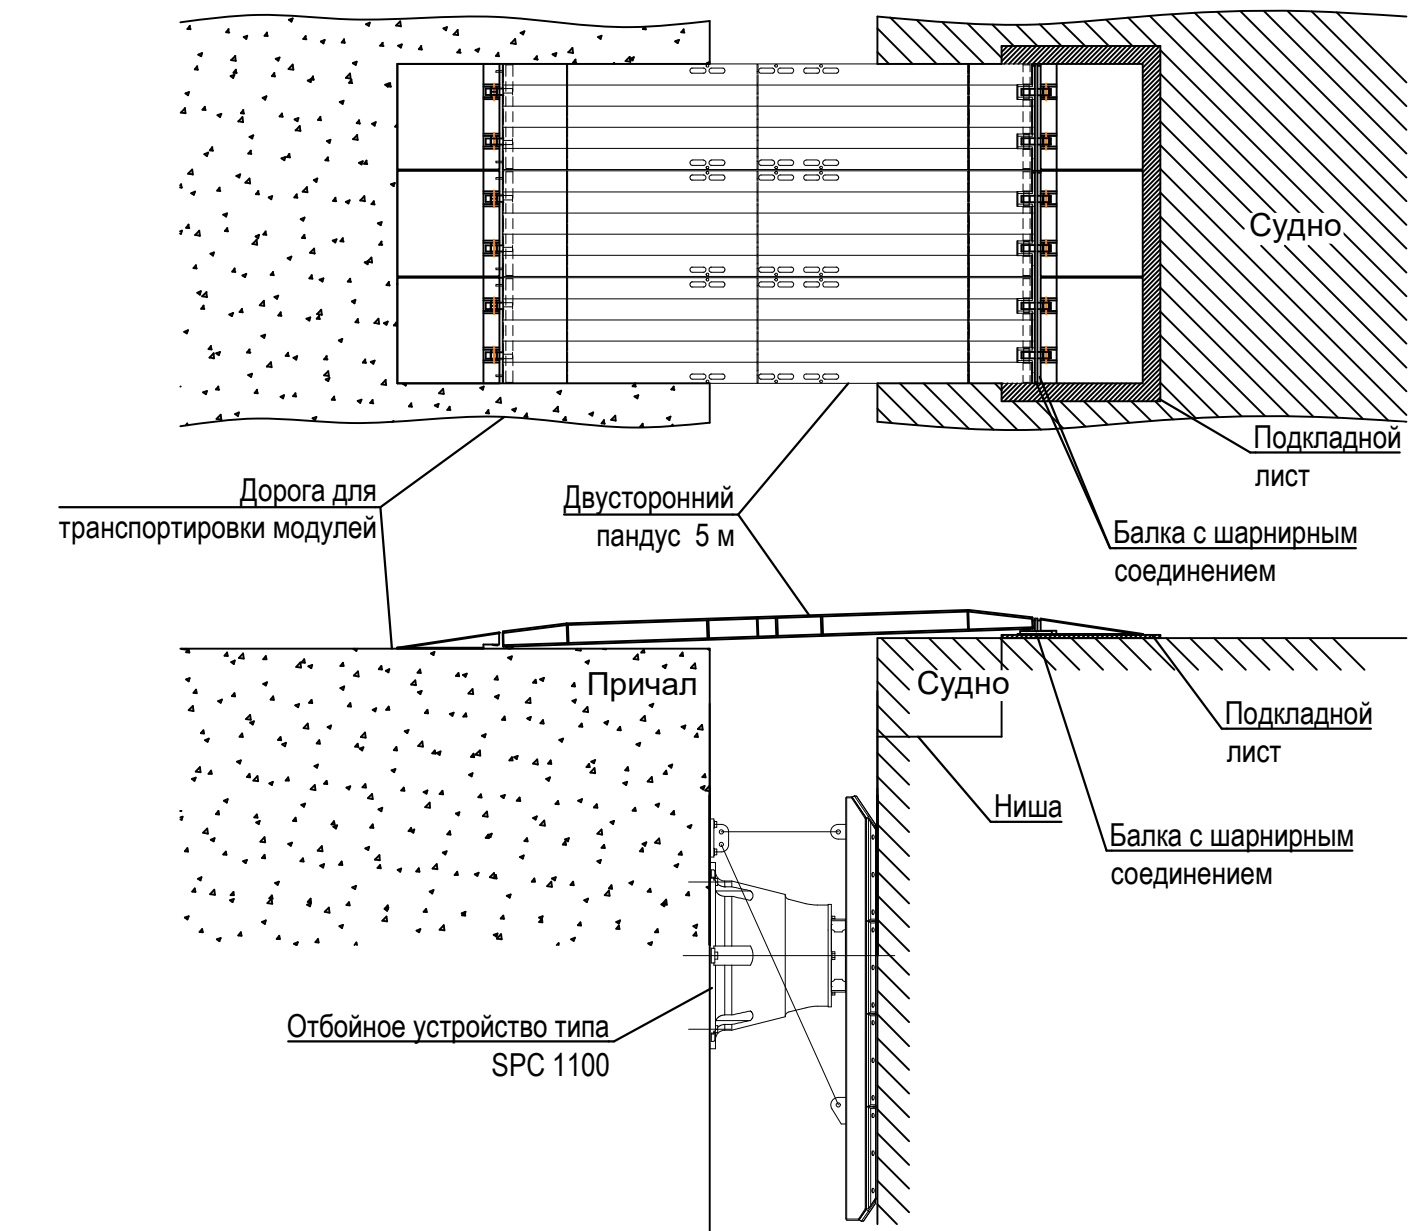 Судно
Подкладной
лист
Дорога для
транспортировки модулей
Двусторонний
пандус 5 м
Балка с шарнирным
соединением
Причал
Судно
Подкладной
лист
Ниша
Балка с шарнирным
соединением
Отбойное устройство типа
SPC 1100